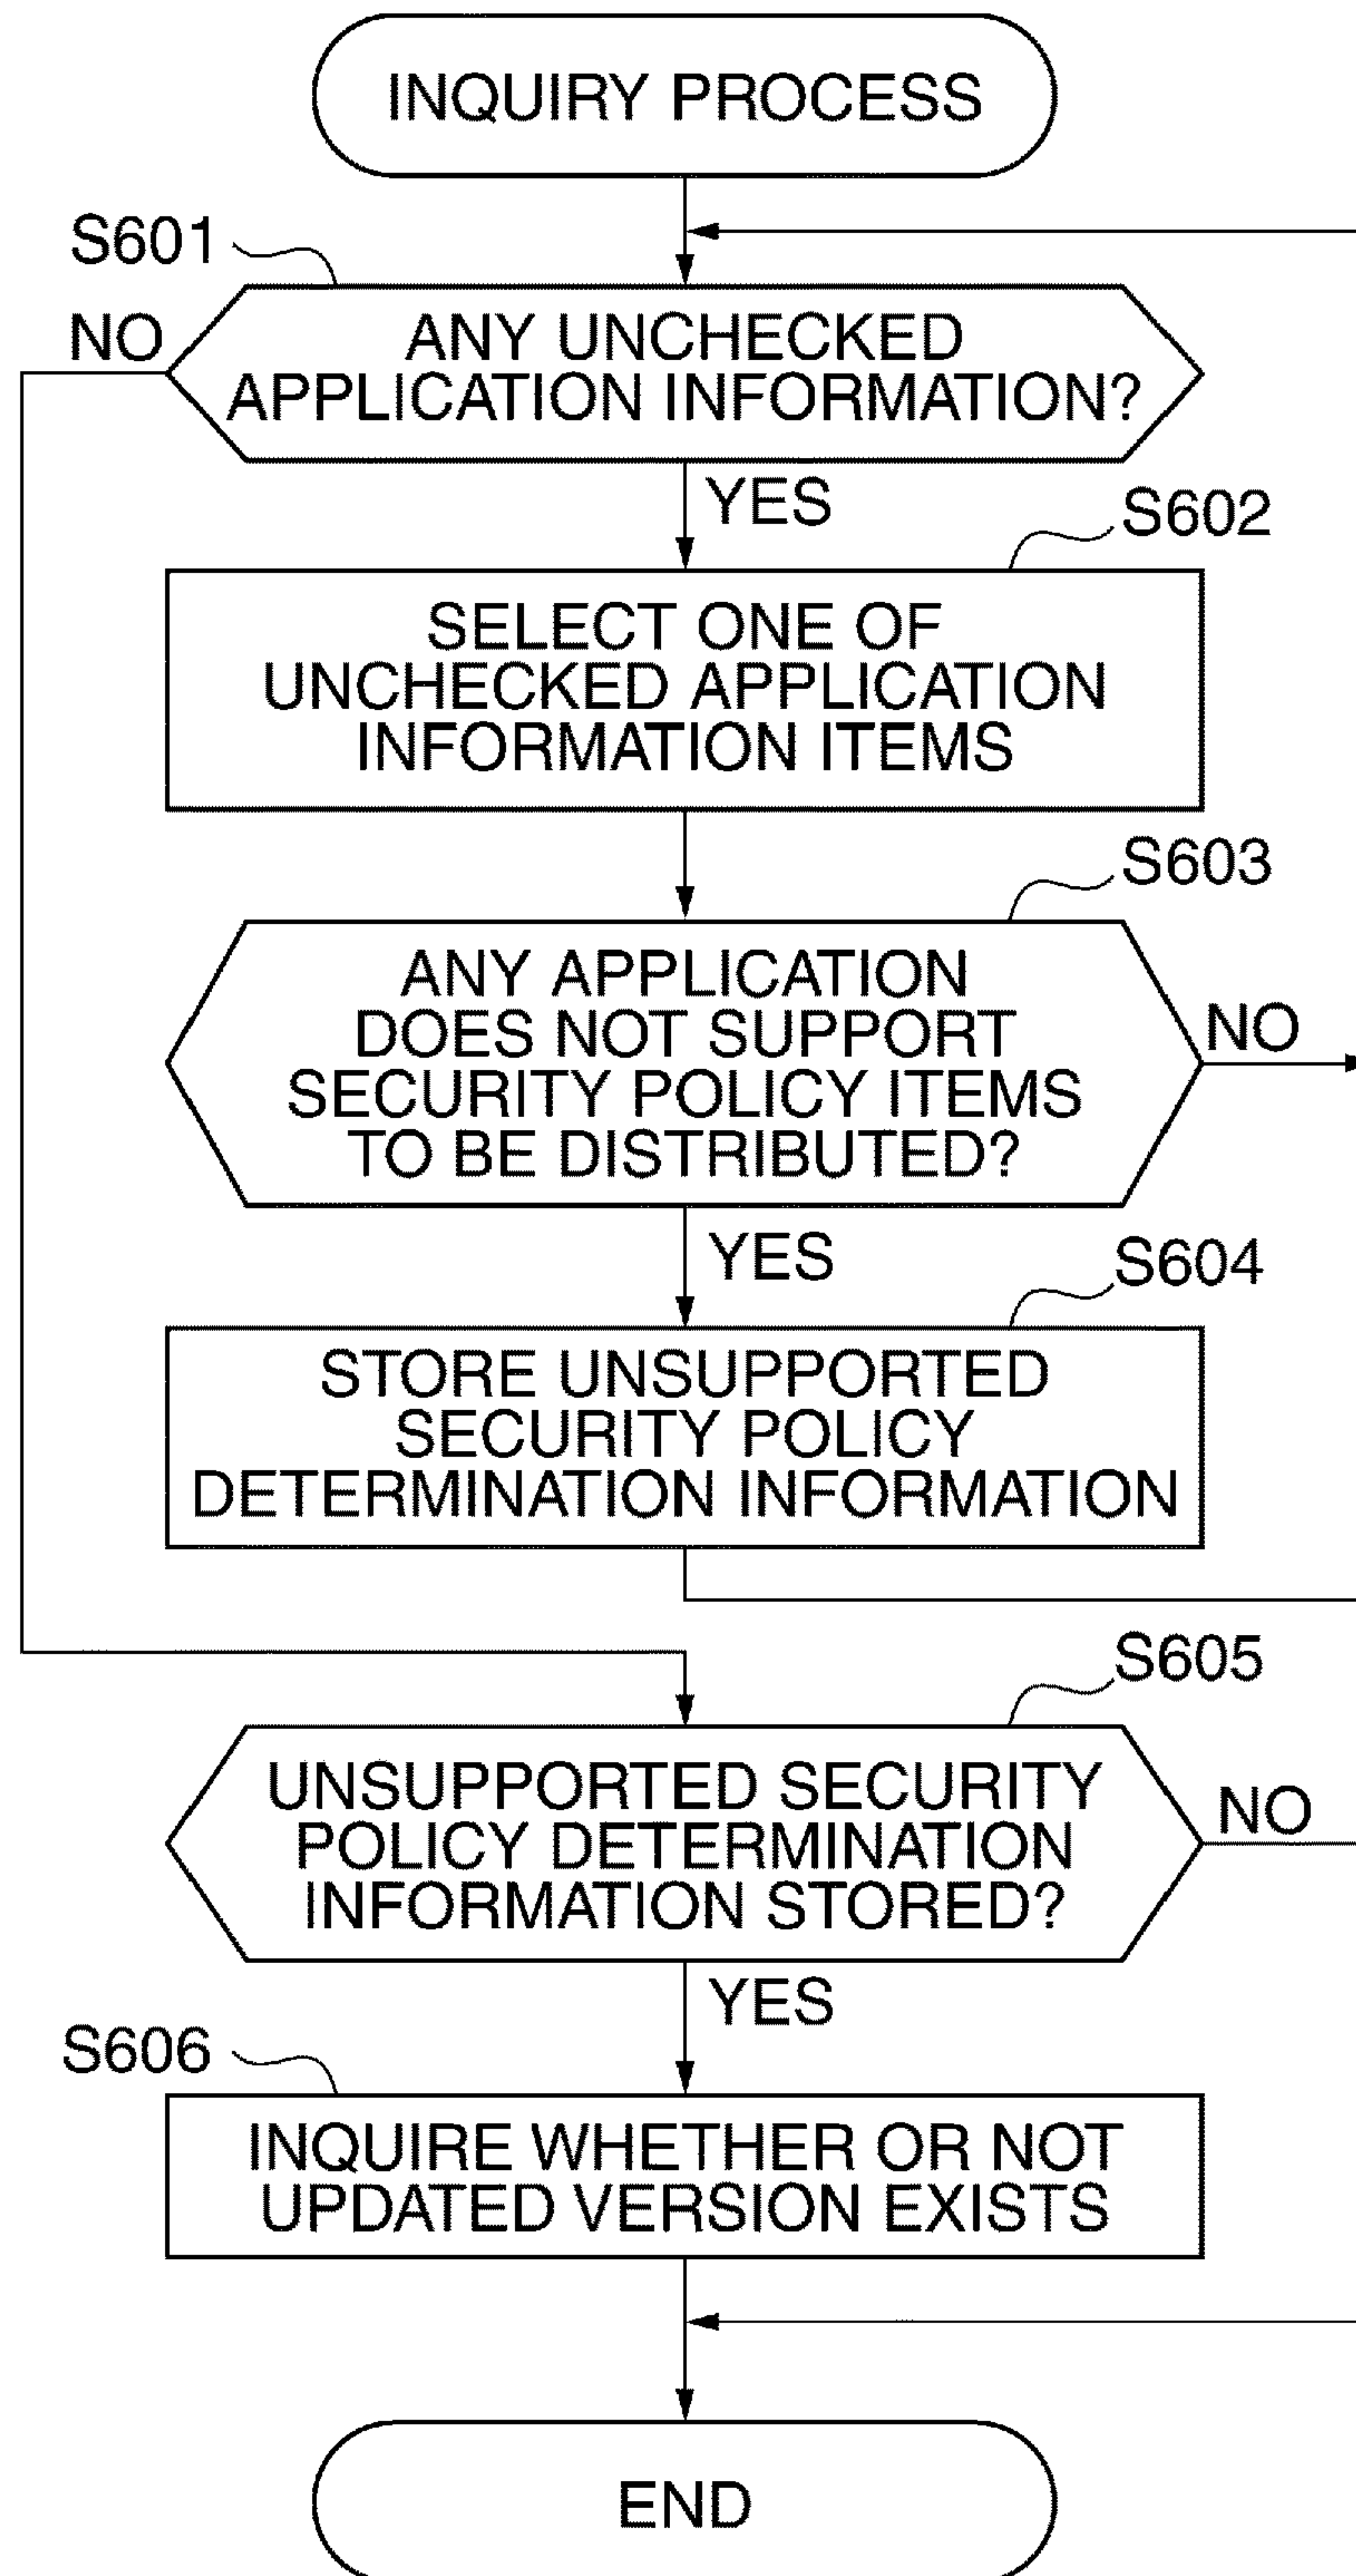 INQUIRY PROCESS
S601
NO
ANY UNCHECKED
APPLICATION INFORMATION?
YES
S602
SELECT ONE OF
UNCHECKED APPLICATION
INFORMATION ITEMS
S603
ANY APPLICATION
DOES NOT SUPPORT
SECURITY POLICY ITEMS
TO BE DISTRIBUTED?
NO
YES
S604
STORE UNSUPPORTED
SECURITY POLICY
DETERMINATION INFORMATION
S605
UNSUPPORTED SECURITY
POLICY DETERMINATION
INFORMATION STORED?
NO
YES
S606
INQUIRE WHETHER OR NOT
UPDATED VERSION EXISTS
END